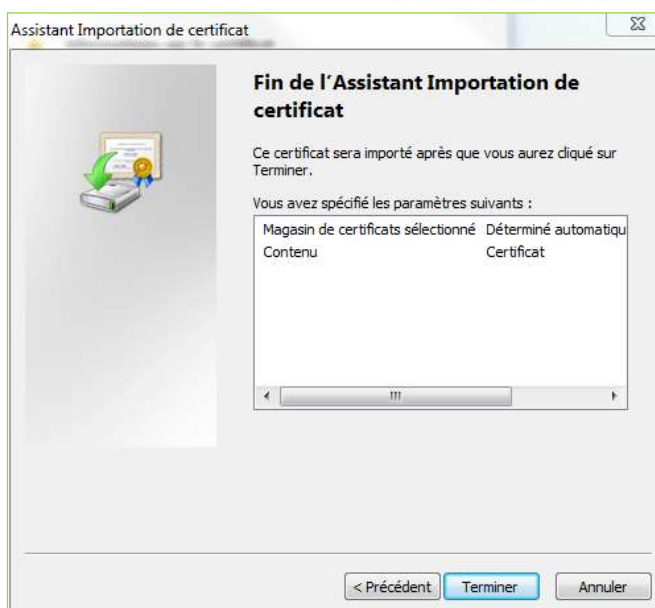 Assistant Importation de certificat
Fin de l'Assistant Importation de
certificat
Ce certificat sera importé après que vous aurez cliqué sur
Terminer.
Vous avez spécifié les paramètres suivants :
Magasin de certificats sélectionné Déterminé automatiqu
Contenu Certificat
< Précédent Terminer Annuler